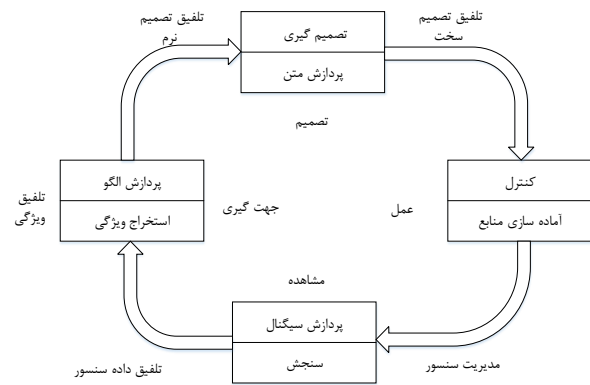 تلفیق تصمیم
نرم
تصمیم گیری
پردازش متن
تلفیق تصمیم
سخت
تصمیم
پردازش الگو
استخراج ویژگی
تلفیق
ویژگی
جهت گیری
عمل
کنترل
آماده سازی منابع
مشاهده
پردازش سیگنال
سنجش
تلفیق داده سنسور
مدیریت سنسور